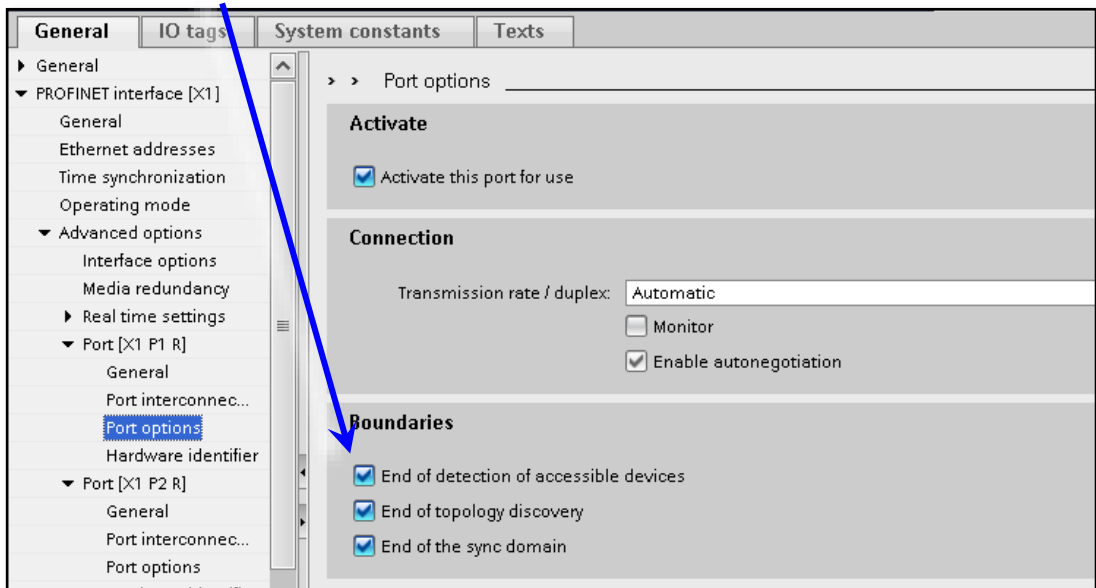 General IO tags System constants Texts
General
PROFINET interface [X1]
General
Ethernet addresses
Time synchronization
Operating mode
Advanced options
Interface options
Media redundancy
Real time settings
Port [X1 P1 R]
General
Port interconnec...
Port options
Hardware identifier
Port [X1 P2 R]
General
Port interconnec...
Port options
> > Port options
Activate
Activate this port for use
Connection
Transmission rate / duplex: Automatic
Monitor
Enable autonegotiation
Boundaries
End of detection of accessible devices
End of topology discovery
End of the sync domain